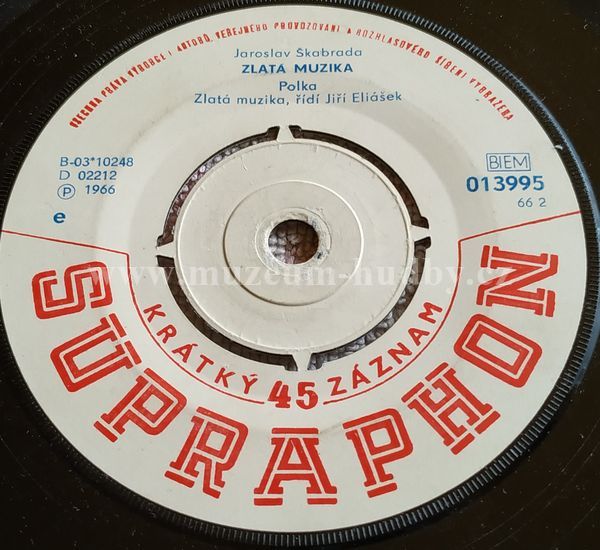 VŠECHNA PRÁVA VÝROBCE I AUTORŮ, VEŘEJNÉHO PROVOZOVÁNÍ A ROZHLASOVÉHO ŠÍŘENÍ VYHRAZENA
Jaroslav Škabrada
ZLATÁ MUZIKA
Polka
Zlatá muzika, řídí Jiří Eliášek
B-03*10248
D 02212
Ⓟ 1966
e
BIEM
013995
66 2
www.muzeum-hudby.cz
KRÁTKÝ 45 ZÁZNAM
SUPRAPHON